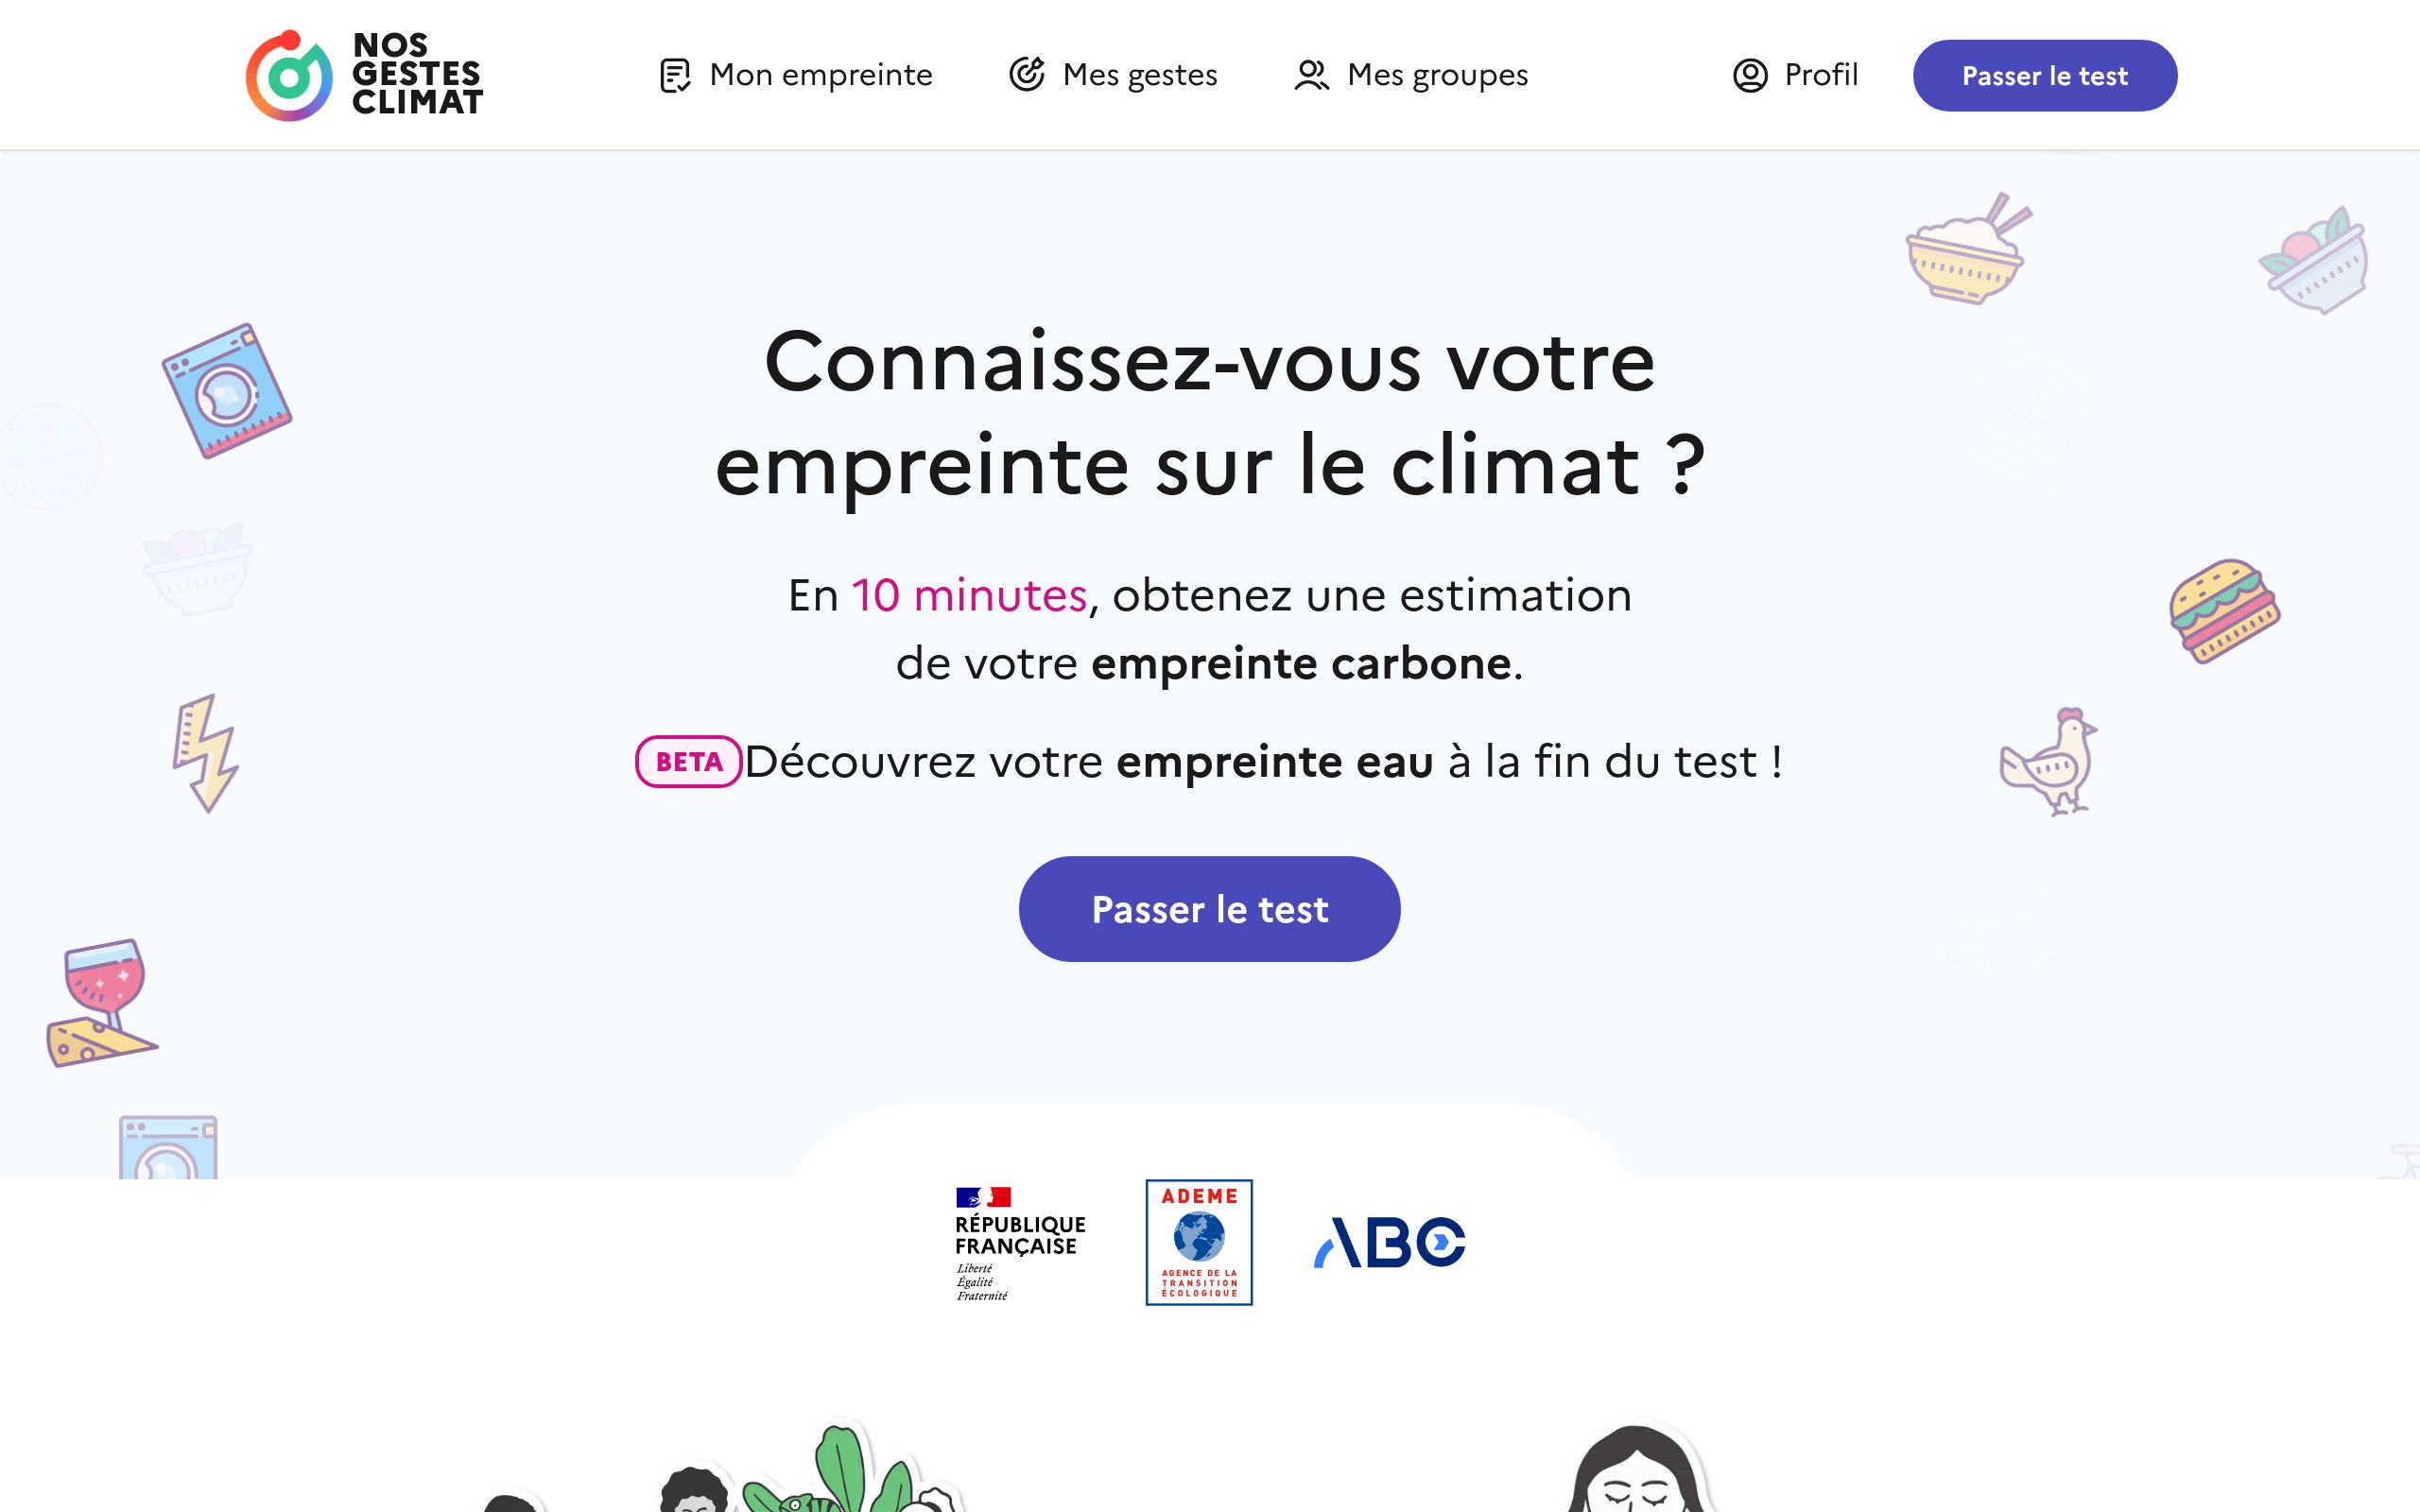 NOS
GESTES
CLIMAT
Mon empreinte
Mes gestes
Mes groupes
Profil
Passer le test
Connaissez-vous votre
empreinte sur le climat ?
En 10 minutes, obtenez une estimation
de votre empreinte carbone.
BETA Découvrez votre empreinte eau à la fin du test !
Passer le test
RÉPUBLIQUE
FRANÇAISE
Liberté
Égalité
Fraternité
ADEME
AGENCE DE LA
TRANSITION
ÉCOLOGIQUE
ABC